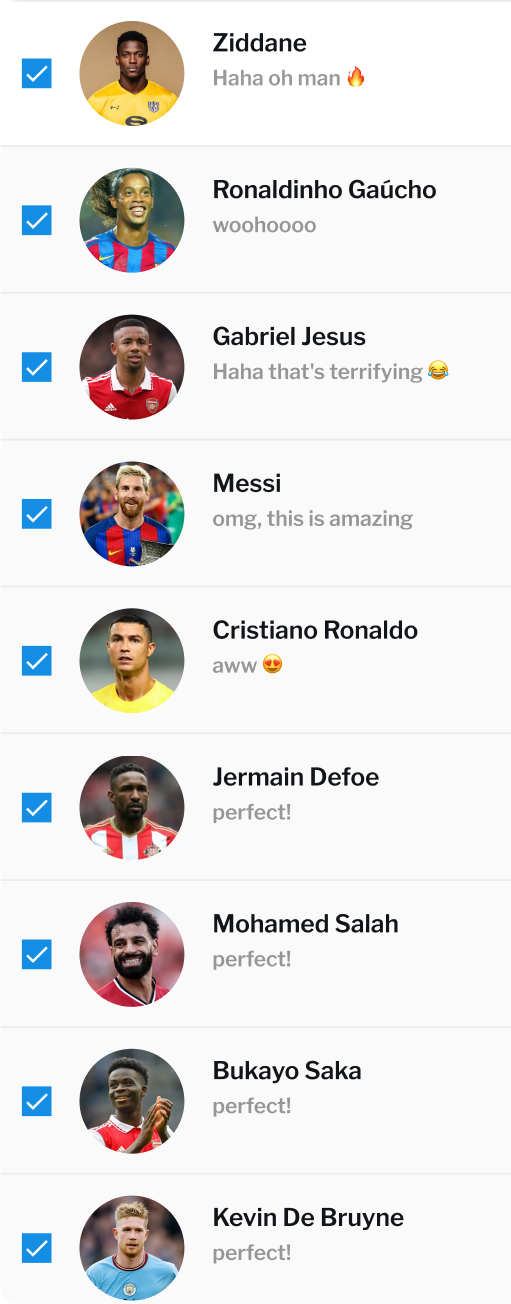 Ziddane
Haha oh man 🔥
Ronaldinho Gaúcho
woohoooo
Gabriel Jesus
Haha that's terrifying 😂
Messi
omg, this is amazing
Cristiano Ronaldo
aww 😍
Jermain Defoe
perfect!
Mohamed Salah
perfect!
Bukayo Saka
perfect!
Kevin De Bruyne
perfect!